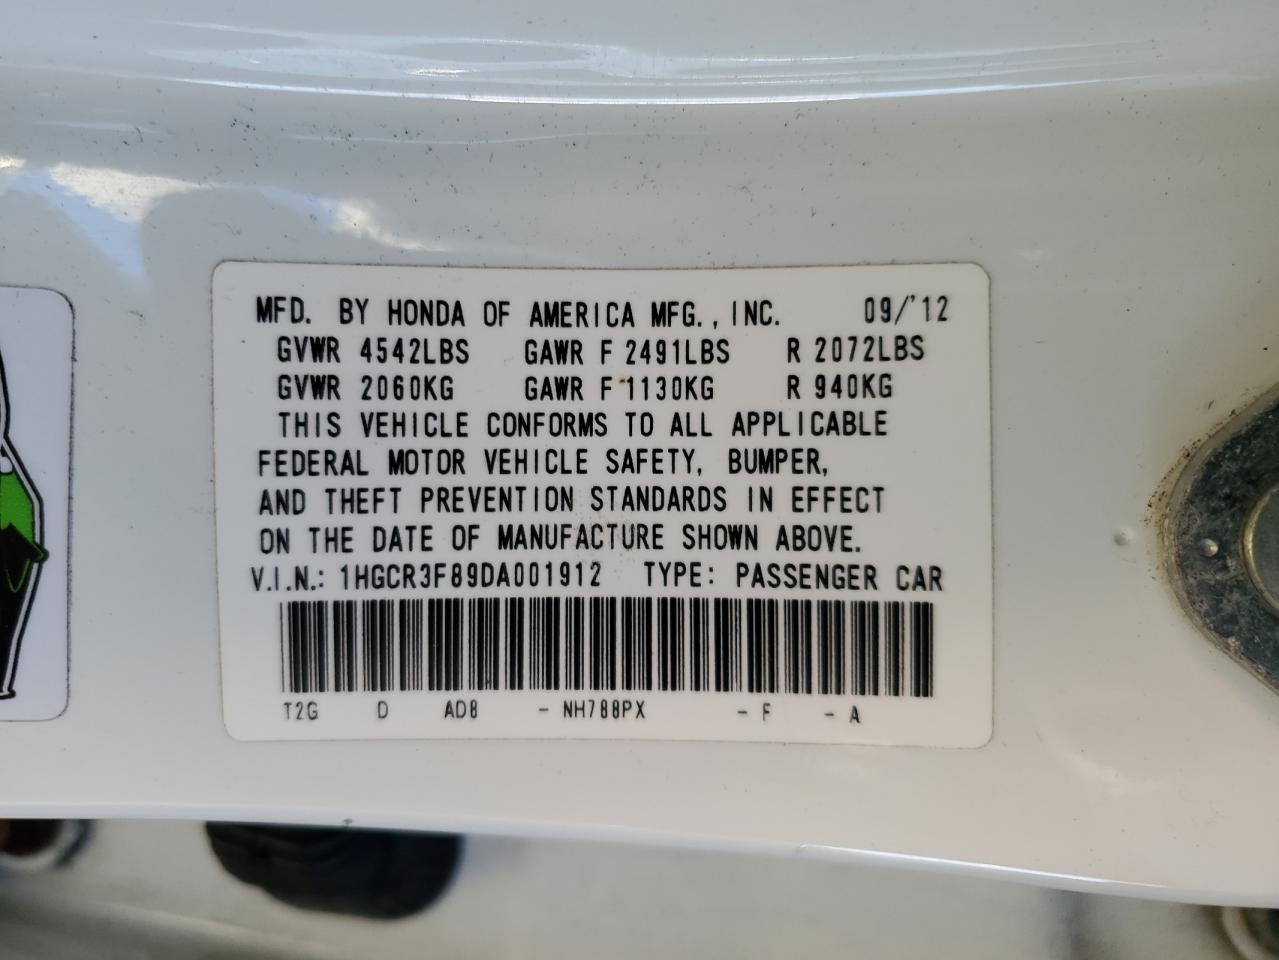 MFD. BY HONDA OF AMERICA MFG., INC. 09/'12
GVWR 4542LBS GAWR F 2491LBS R 2072LBS
GVWR 2060KG GAWR F 1130KG R 940KG
THIS VEHICLE CONFORMS TO ALL APPLICABLE
FEDERAL MOTOR VEHICLE SAFETY, BUMPER,
AND THEFT PREVENTION STANDARDS IN EFFECT
ON THE DATE OF MANUFACTURE SHOWN ABOVE.
V.I.N.: 1HGCR3F89DA001912 TYPE: PASSENGER CAR
T2G D AD8 - NH788PX - F - A